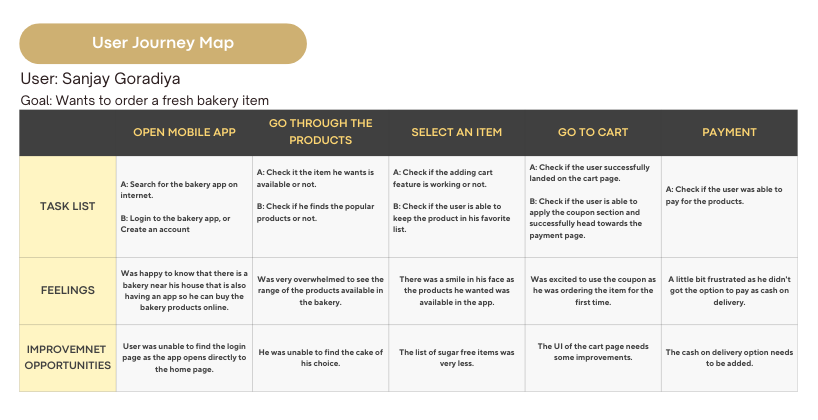 User Journey Map
User: Sanjay Goradiya
Goal: Wants to order a fresh bakery item
OPEN MOBILE APP
GO THROUGH THE
PRODUCTS
SELECT AN ITEM
GO TO CART
PAYMENT
TASK LIST
A: Search for the bakery app on
internet.
B: Login to the bakery app, or
Create an account
A: Check it the item he wants is
available or not.
B: Check if he finds the popular
products or not.
A: Check if the adding cart
feature is working or not.
B: Check if the user is able to
keep the product in his favorite
list.
A: Check if the user successfully
landed on the cart page.
B: Check if the user is able to
apply the coupon section and
successfully head towards the
payment page.
A: Check if the user was able to
pay for the products.
FEELINGS
Was happy to know that there is a
bakery near his house that is also
having an app so he can buy the
bakery products online.
Was very overwhelmed to see the
range of the products available in
the bakery.
There was a smile in his face as
the products he wanted was
available in the app.
Was excited to use the coupon as
he was ordering the item for the
first time.
A little bit frustrated as he didn't
got the option to pay as cash on
delivery.
IMPROVEMNET
OPPORTUNITIES
User was unable to find the login
page as the app opens directly to
the home page.
He was unable to find the cake of
his choice.
The list of sugar free items was
very less.
The UI of the cart page needs
some improvements.
The cash on delivery option needs
to be added.